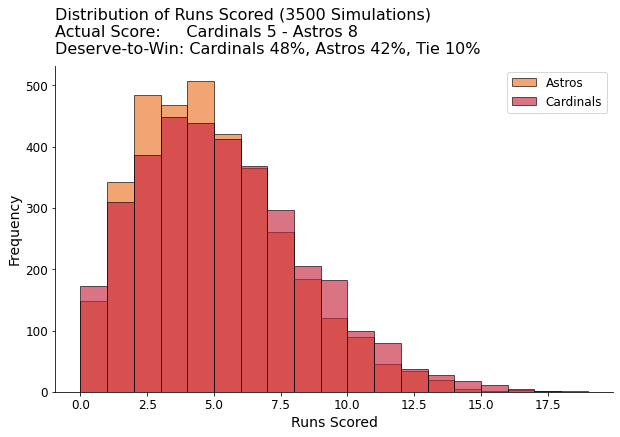 Distribution of Runs Scored (3500 Simulations)
Actual Score:     Cardinals 5 - Astros 8
Deserve-to-Win: Cardinals 48%, Astros 42%, Tie 10%
Astros
Cardinals
500
400
300
200
100
0
Frequency
0.0 2.5 5.0 7.5 10.0 12.5 15.0 17.5
Runs Scored